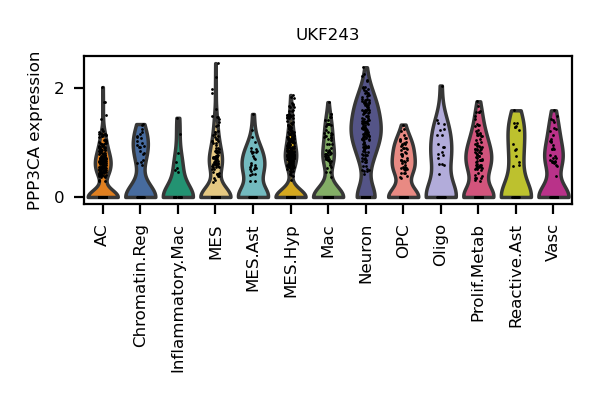 UKF243
PPP3CA expression
2
0
AC
Chromatin.Reg
Inflammatory.Mac
MES
MES.Ast
MES.Hyp
Mac
Neuron
OPC
Oligo
Prolif.Metab
Reactive.Ast
Vasc